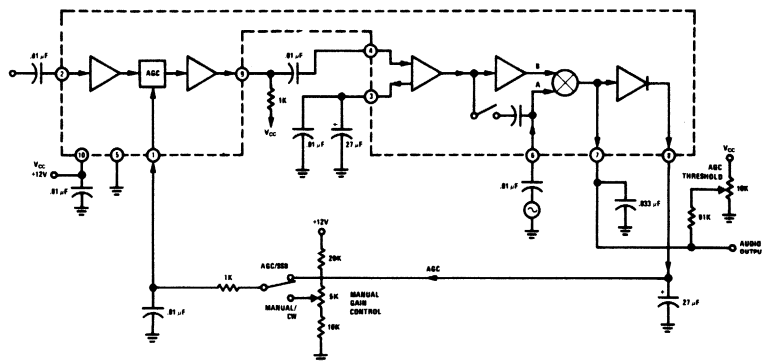 .01 µF
2
AGC
9
.01 µF
4
3
1K
VCC
.01 µF
+
27 µF
B
A
VCC
+12V
10
5
1
6
7
8
.01 µF
.01 µF
.033 µF
VCC
AGC
THRESHOLD
10K
91K
AUDIO
OUTPUT
+12V
20K
1K
AGC/SSB
AGC
5K
MANUAL
GAIN
CONTROL
MANUAL/
CW
10K
.01 µF
+
27 µF